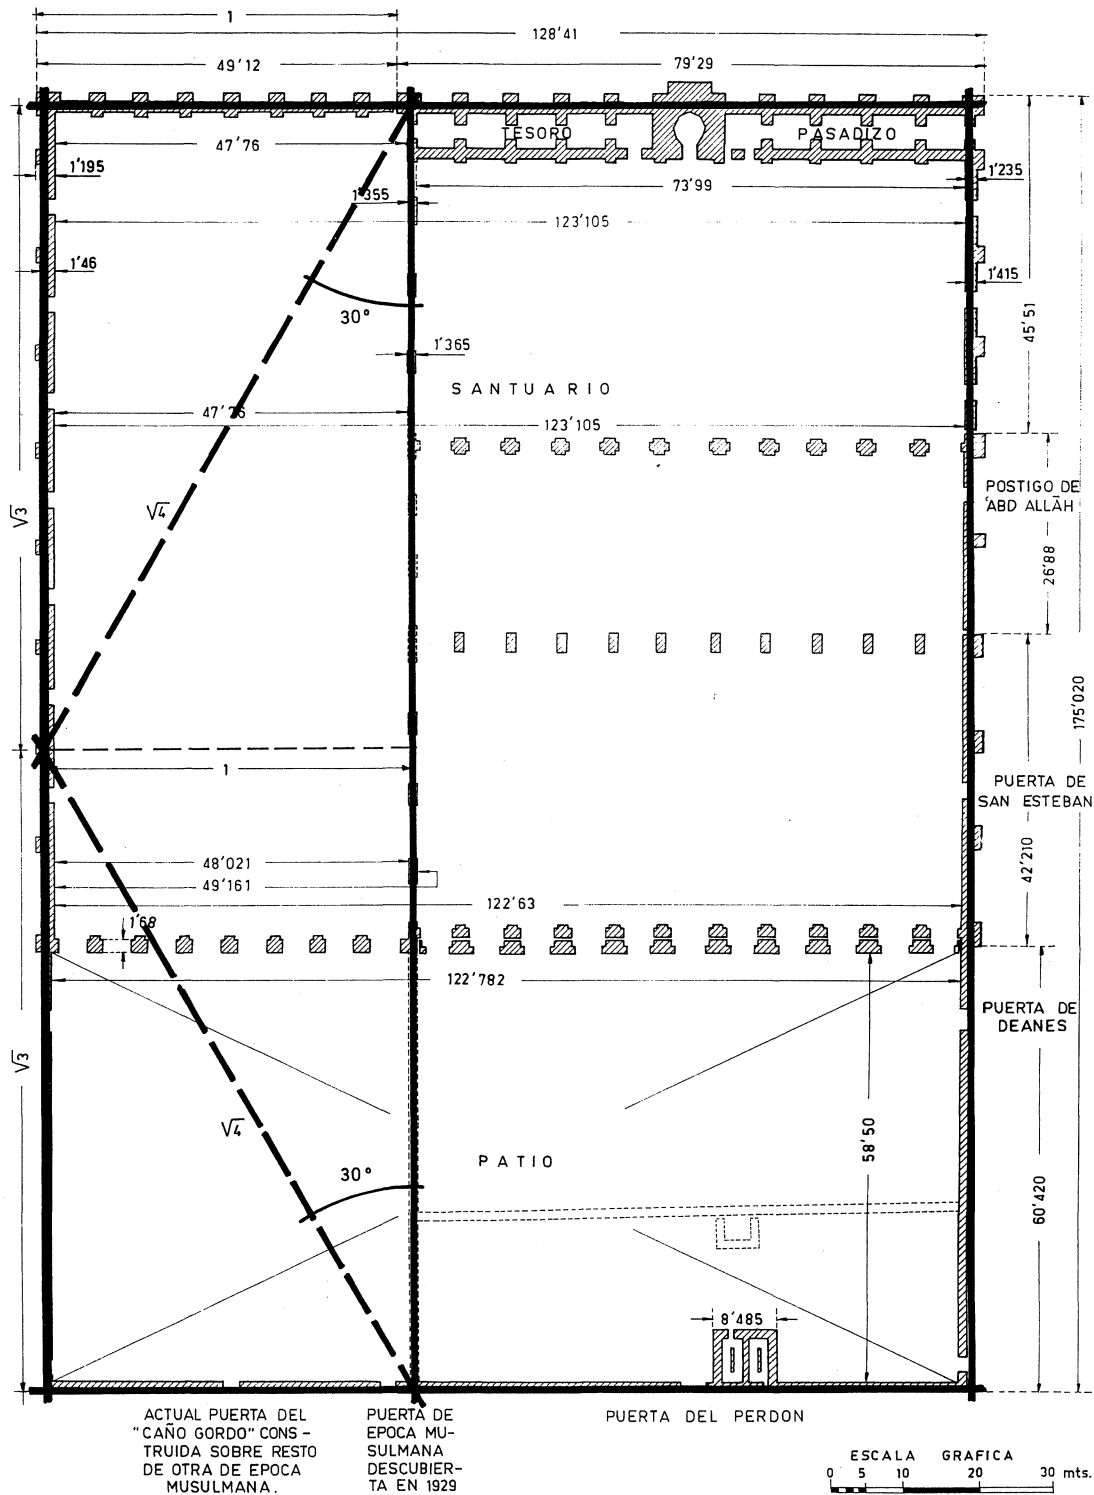 1
128'41
49'12
79'29
TESORO
PASADIZO
47'76
1'195
1'235
73'99
1'355
123'105
1'46
1'415
30°
45'51
1'365
SANTUARIO
47'76
123'105
POSTIGO DE
'ABD ALLĀH
√4
√3
26'88
175'020
1
PUERTA DE
SAN ESTEBAN
42'210
48'021
49'161
122'63
1'68
122'782
PUERTA DE
DEANES
√3
√4
58'50
PATIO
30°
60'420
8'485
ACTUAL PUERTA DEL
"CAÑO GORDO" CONS-
TRUIDA SOBRE RESTO
DE OTRA DE EPOCA
MUSULMANA.
PUERTA DE
EPOCA MU-
SULMANA
DESCUBIER-
TA EN 1929
PUERTA DEL PERDON
ESCALA GRAFICA
0 5 10 20 30 mts.